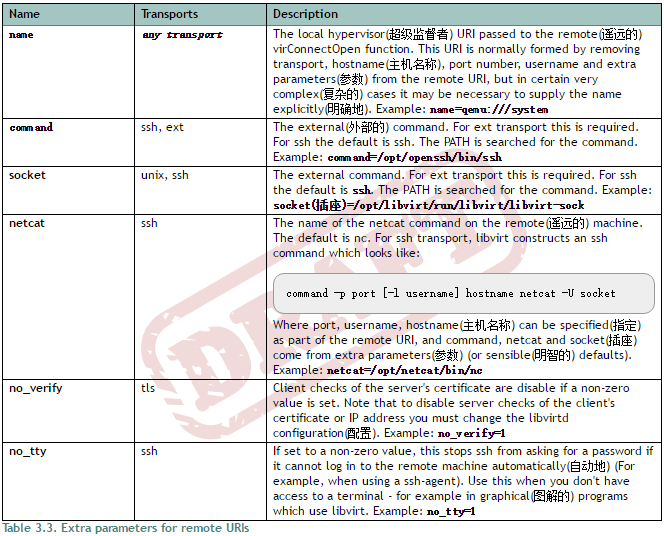 Name Transports Description
name any transport The local hypervisor(超级监督者) URI passed to the remote(遥远的)
virConnectOpen function. This URI is normally formed by removing
transport, hostname(主机名称), port number, username and extra
parameters(参数) from the remote URI, but in certain very
complex(复杂的) cases it may be necessary to supply the name
explicitly(明确地). Example: name=qemu:///system
command ssh, ext The external(外部的) command. For ext transport this is required.
For ssh the default is ssh. The PATH is searched for the command.
Example: command=/opt/openssh/bin/ssh
socket unix, ssh The external command. For ext transport this is required. For ssh
the default is ssh. The PATH is searched for the command. Example:
socket(插座)=/opt/libvirt/run/libvirt/libvirt-sock
netcat ssh The name of the netcat command on the remote(遥远的) machine.
The default is nc. For ssh transport, libvirt constructs an ssh
command which looks like:
command -p port [-l username] hostname netcat -U socket
Where port, username, hostname(主机名称) can be specified(指定)
as part of the remote URI, and command, netcat and socket(插座)
come from extra parameters(参数) (or sensible(明智的) defaults).
Example: netcat=/opt/netcat/bin/nc
no_verify tls Client checks of the server's certificate are disable if a non-zero
value is set. Note that to disable server checks of the client's
certificate or IP address you must change the libvirtd
configuration(配置). Example: no_verify=1
no_tty ssh If set to a non-zero value, this stops ssh from asking for a password if
it cannot log in to the remote machine automatically(自动地) (For
example, when using a ssh-agent). Use this when you don't have
access to a terminal - for example in graphical(图解的) programs
which use libvirt. Example: no_tty=1
Table 3.3. Extra parameters for remote URIs
DRAFT